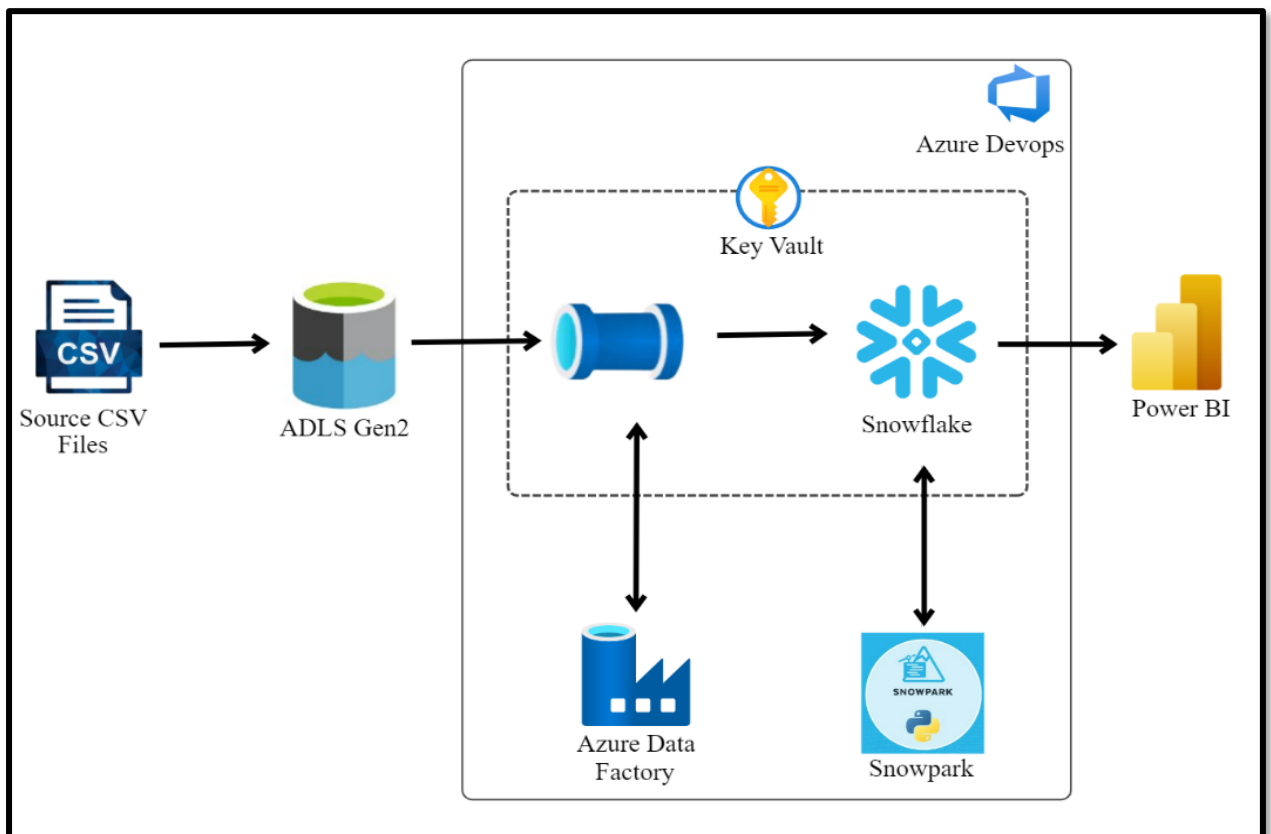 Azure Devops
Key Vault
CSV
Source CSV
Files
ADLS Gen2
Snowflake
Power BI
Azure Data
Factory
SNOWPARK
Snowpark